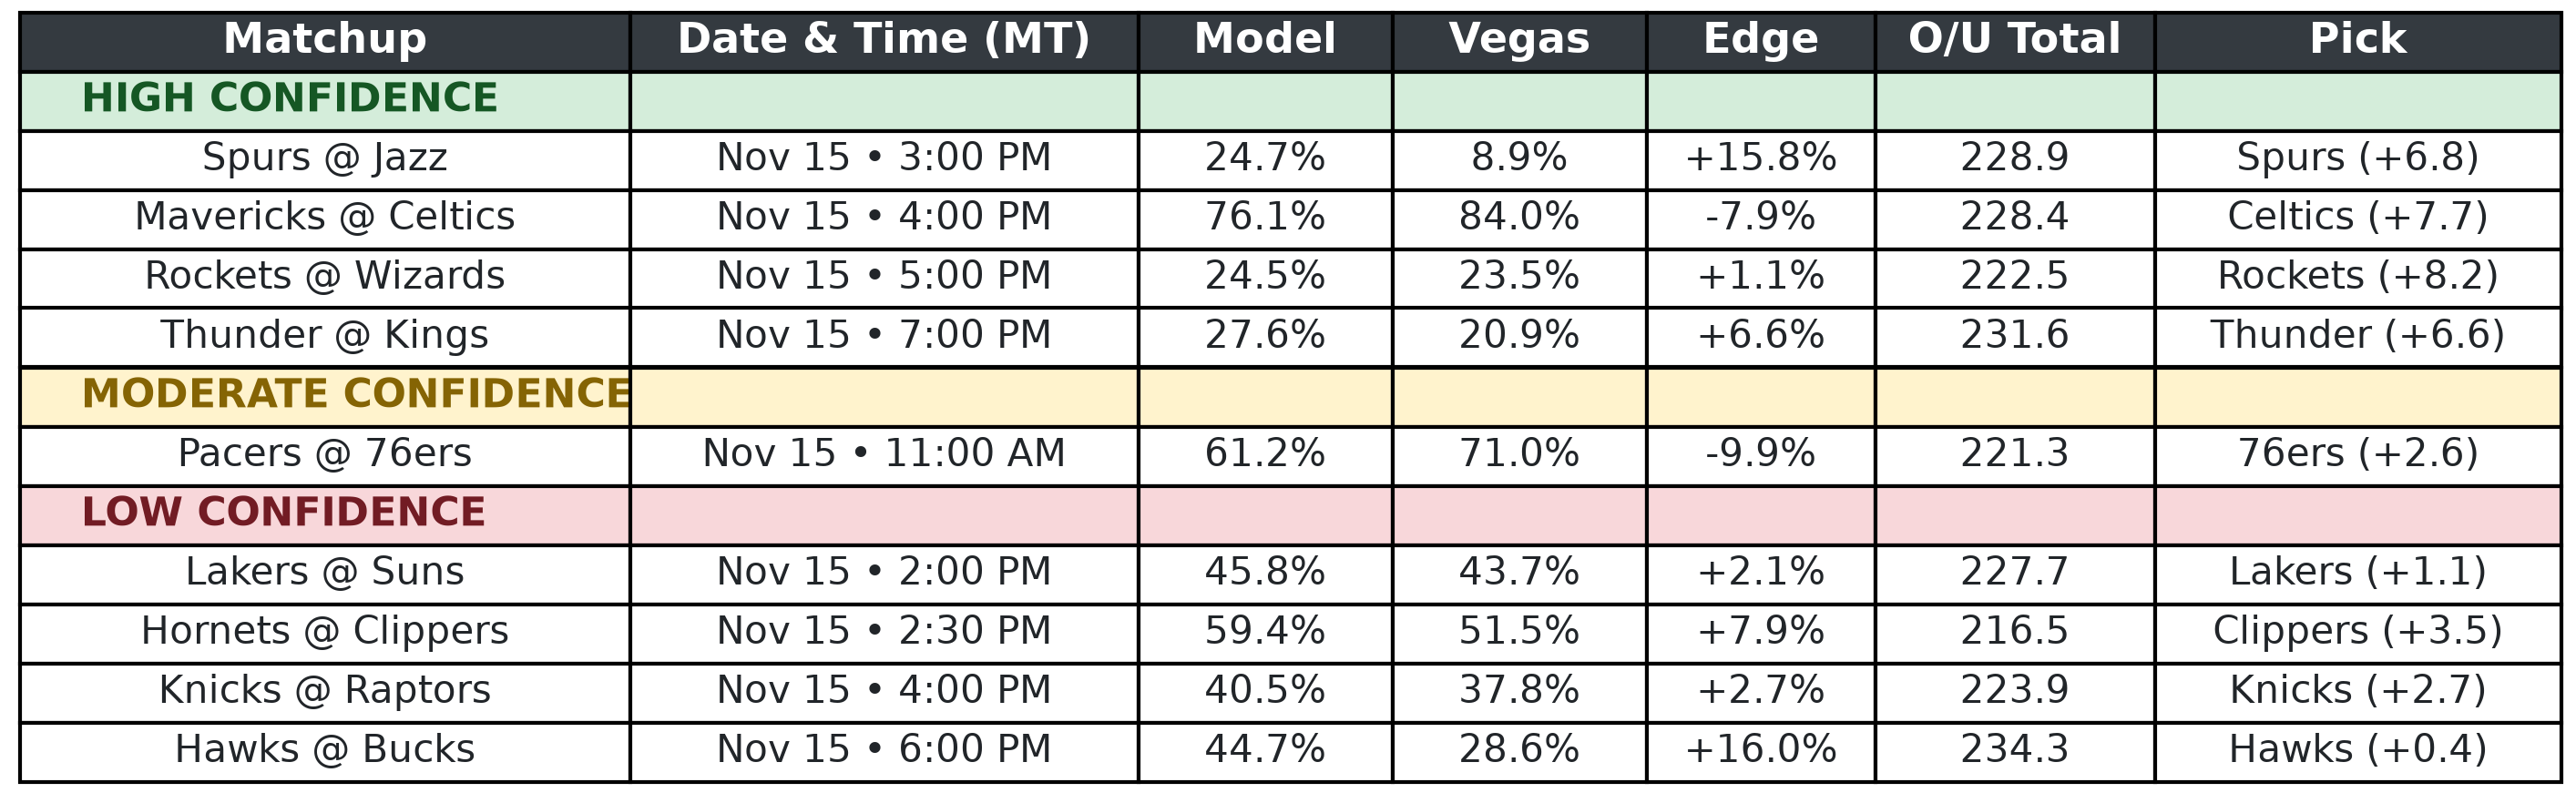 Matchup Date & Time (MT) Model Vegas Edge O/U Total Pick
HIGH CONFIDENCE
Spurs @ Jazz Nov 15 • 3:00 PM 24.7% 8.9% +15.8% 228.9 Spurs (+6.8)
Mavericks @ Celtics Nov 15 • 4:00 PM 76.1% 84.0% -7.9% 228.4 Celtics (+7.7)
Rockets @ Wizards Nov 15 • 5:00 PM 24.5% 23.5% +1.1% 222.5 Rockets (+8.2)
Thunder @ Kings Nov 15 • 7:00 PM 27.6% 20.9% +6.6% 231.6 Thunder (+6.6)
MODERATE CONFIDENCE
Pacers @ 76ers Nov 15 • 11:00 AM 61.2% 71.0% -9.9% 221.3 76ers (+2.6)
LOW CONFIDENCE
Lakers @ Suns Nov 15 • 2:00 PM 45.8% 43.7% +2.1% 227.7 Lakers (+1.1)
Hornets @ Clippers Nov 15 • 2:30 PM 59.4% 51.5% +7.9% 216.5 Clippers (+3.5)
Knicks @ Raptors Nov 15 • 4:00 PM 40.5% 37.8% +2.7% 223.9 Knicks (+2.7)
Hawks @ Bucks Nov 15 • 6:00 PM 44.7% 28.6% +16.0% 234.3 Hawks (+0.4)